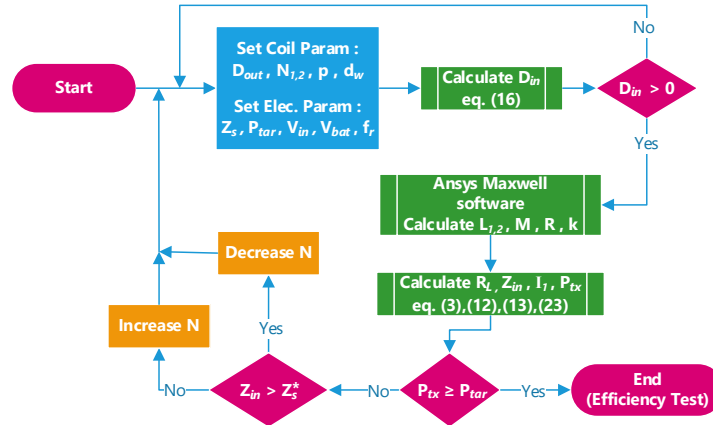 No
Start
Set Coil Param :
Dout , N1,2 , p , dw
Set Elec. Param :
Zs , Ptar , Vin , Vbat , fr
Calculate Din
eq. (16)
Din > 0
Yes
Ansys Maxwell
software
Calculate L1,2 , M , R , k
Calculate RL , Zin , I1 , Ptx
eq. (3),(12),(13),(23)
Decrease N
Increase N
Yes
No
Zin > Zs*
No
Ptx ≥ Ptar
Yes
End
(Efficiency Test)